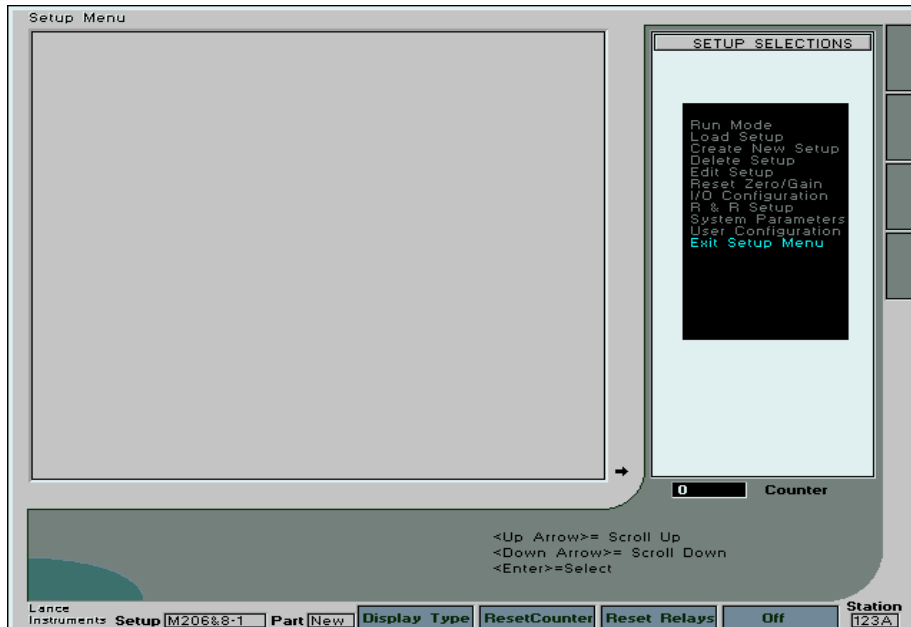 Setup Menu
SETUP SELECTIONS
Run Mode
Load Setup
Create New Setup
Delete Setup
Edit Setup
Reset Zero/Gain
I/O Configuration
R & R Setup
System Parameters
User Configuration
Exit Setup Menu
0 Counter
<Up Arrow>= Scroll Up
<Down Arrow>= Scroll Down
<Enter>=Select
Lance
Instruments Setup M206&8-1 Part New Display Type ResetCounter Reset Relays Off
Station
123A